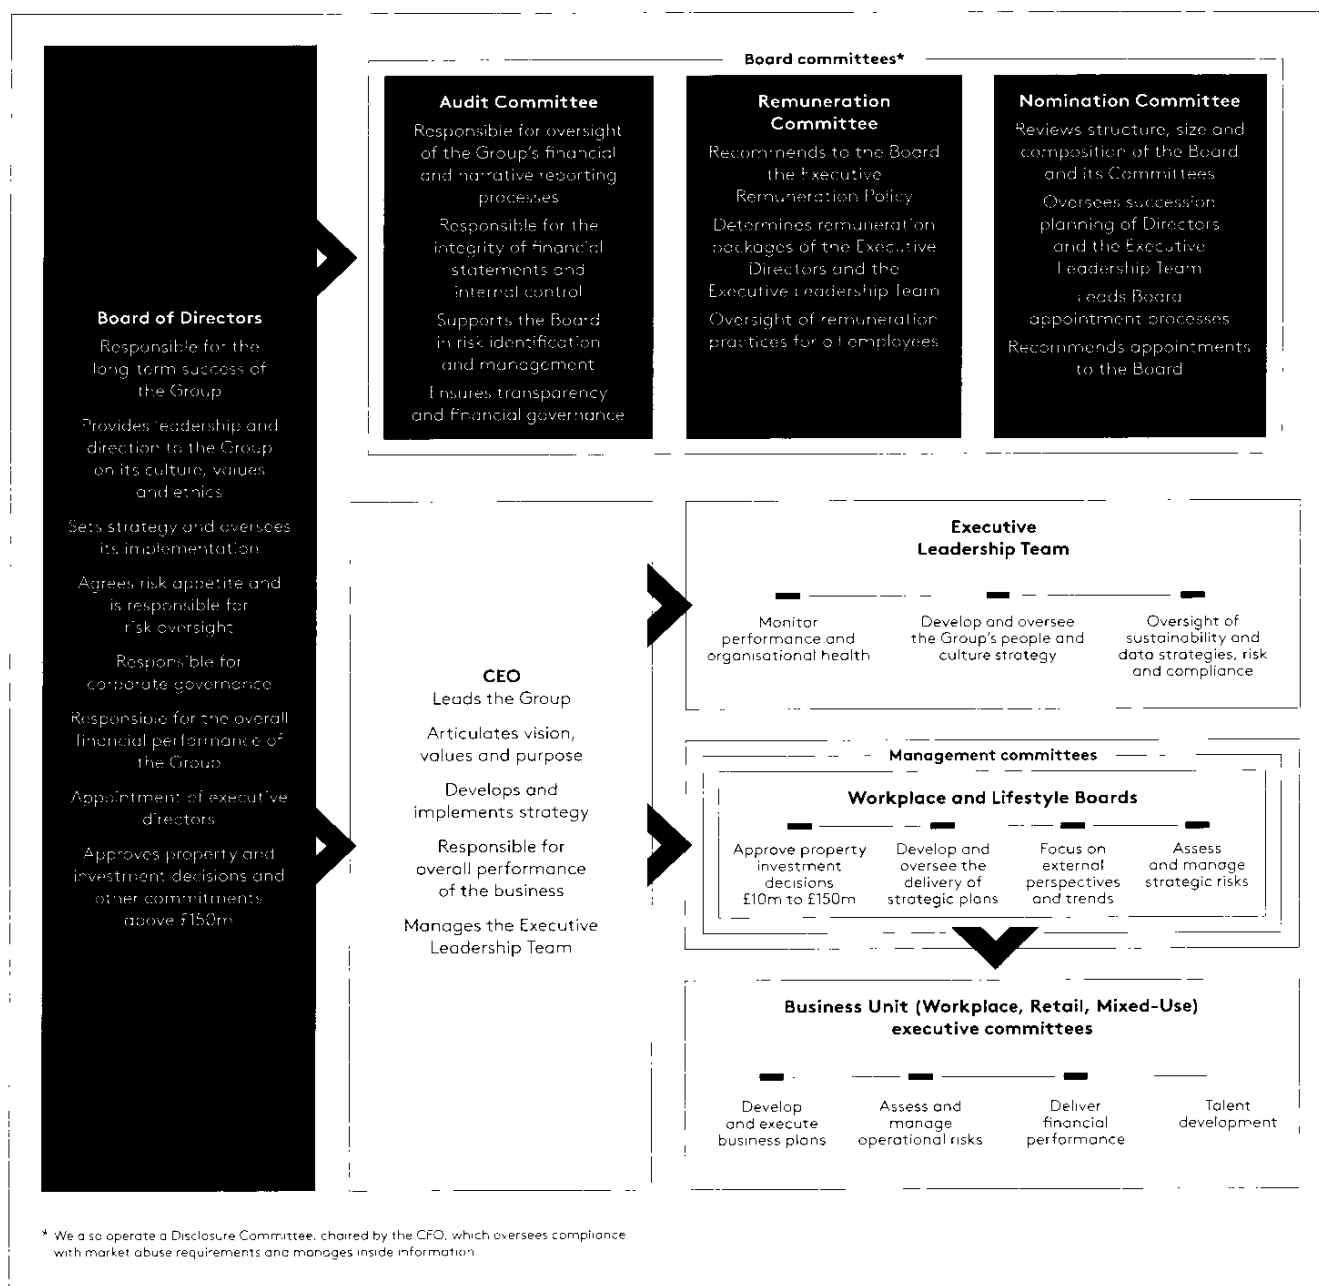 Board of Directors
Responsible for the
long-term success of
the Group
Provides leadership and
direction to the Group
on its culture, values
and ethics
Sets strategy and oversees
its implementation
Agrees risk appetite and
is responsible for
risk oversight
Responsible for
corporate governance
Responsible for the overall
financial performance of
the Group
Appointment of executive
directors
Approves property and
investment decisions and
other commitments
above £150m
Board committees*
Audit Committee
Responsible for oversight
of the Group's financial
and narrative reporting
processes
Responsible for the
integrity of financial
statements and
internal control
Supports the Board
in risk identification
and management
Ensures transparency
and financial governance
Remuneration
Committee
Recommends to the Board
the Executive
Remuneration Policy
Determines remuneration
packages of the Executive
Directors and the
Executive Leadership Team
Oversight of remuneration
practices for all employees
Nomination Committee
Reviews structure, size and
composition of the Board
and its Committees
Oversees succession
planning of Directors
and the Executive
Leadership Team
Leads Board
appointment processes
Recommends appointments
to the Board
CEO
Leads the Group
Articulates vision,
values and purpose
Develops and
implements strategy
Responsible for
overall performance
of the business
Manages the Executive
Leadership Team
Executive
Leadership Team
Monitor
performance and
organisational health
Develop and oversee
the Group's people and
culture strategy
Oversight of
sustainability and
data strategies, risk
and compliance
Management committees
Workplace and Lifestyle Boards
Approve property
investment
decisions
£10m to £150m
Develop and
oversee the
delivery of
strategic plans
Focus on
external
perspectives
and trends
Assess
and manage
strategic risks
Business Unit (Workplace, Retail, Mixed-Use)
executive committees
Develop
and execute
business plans
Assess and
manage
operational risks
Deliver
financial
performance
Talent
development
* We also operate a Disclosure Committee, chaired by the CFO, which oversees compliance
with market abuse requirements and manages inside information